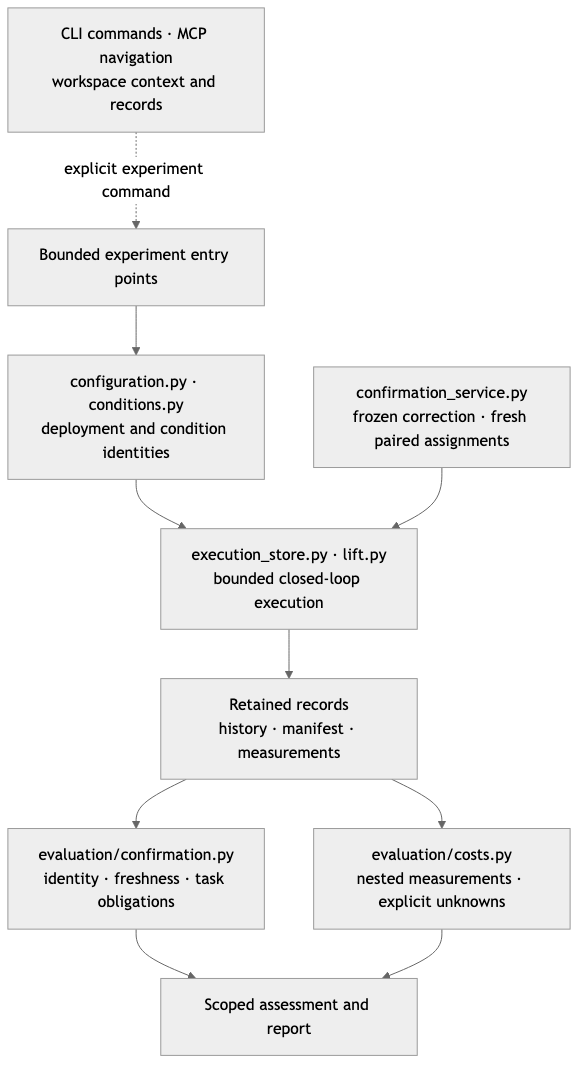 CLI commands · MCP
navigation
workspace context and
records
explicit experiment
command
Bounded experiment entry
points
configuration.py ·
conditions.py
deployment and condition
identities
confirmation_service.py
frozen correction · fresh
paired assignments
execution_store.py · lift.py
bounded closed-loop
execution
Retained records
history · manifest ·
measurements
evaluation/confirmation.py
identity · freshness · task
obligations
evaluation/costs.py
nested measurements ·
explicit unknowns
Scoped assessment and
report